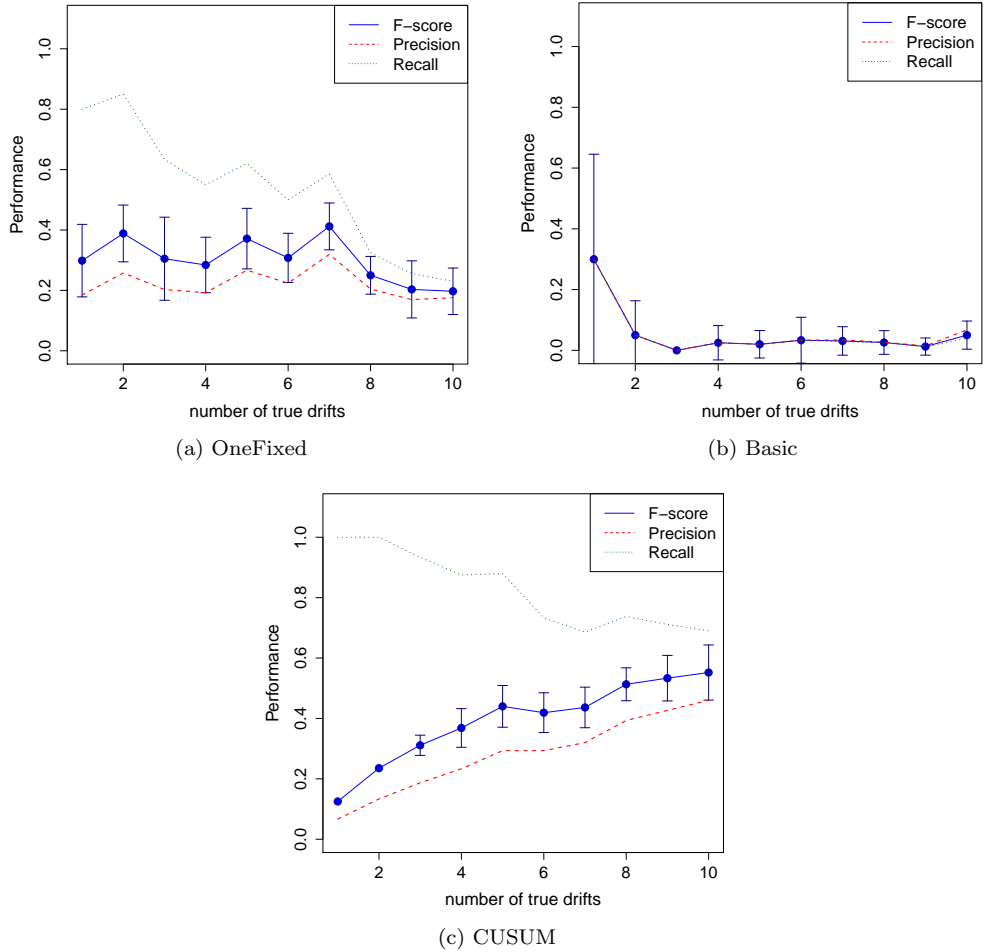 F−score
Precision
Recall
Performance
0.0 0.2 0.4 0.6 0.8 1.0
2 4 6 8 10
number of true drifts
(a) OneFixed
F−score
Precision
Recall
Performance
0.0 0.2 0.4 0.6 0.8 1.0
2 4 6 8 10
number of true drifts
(b) Basic
F−score
Precision
Recall
Performance
0.0 0.2 0.4 0.6 0.8 1.0
2 4 6 8 10
number of true drifts
(c) CUSUM